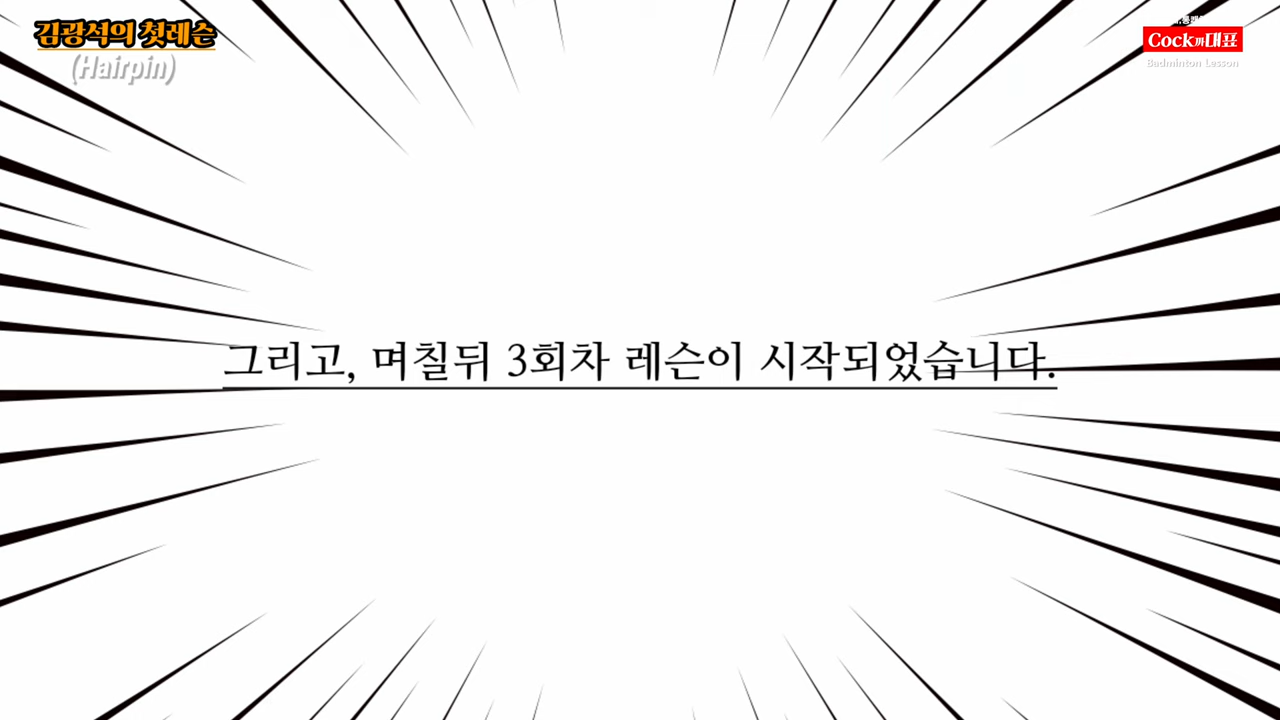 김광석의 첫레슨
(Hairpin)
Cock까대표
Badminton Lesson
그리고, 며칠뒤 3회차 레슨이 시작되었습니다.